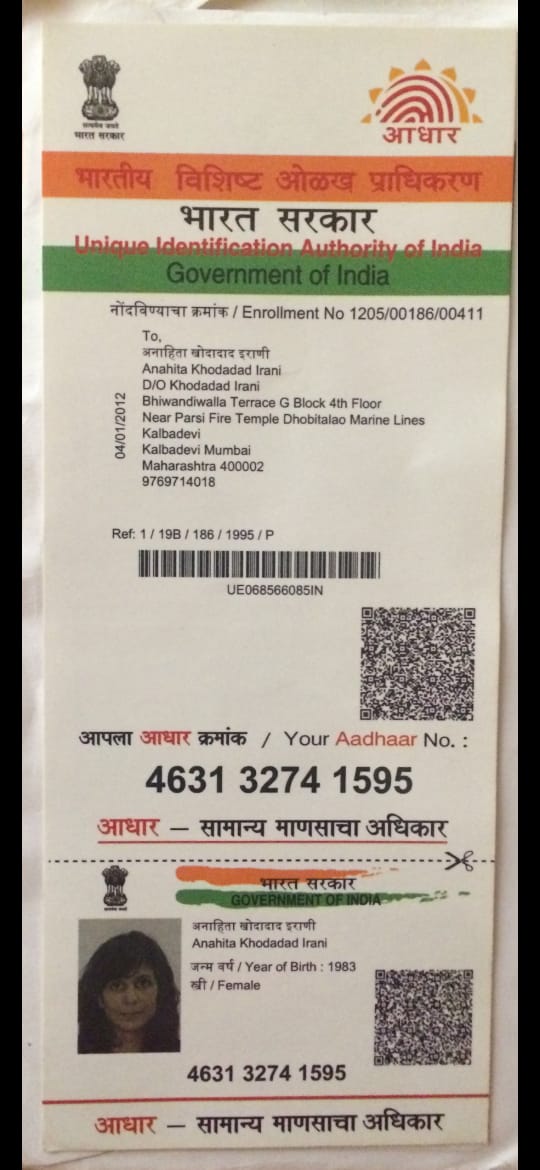 सत्यमेव जयते
भारत सरकार
आधार
भारतीय विशिष्ट ओळख प्राधिकरण
भारत सरकार
Unique Identification Authority of India
Government of India
नोंदविण्याचा क्रमांक / Enrollment No 1205/00186/00411
To,
अनाहिता खोदादाद इराणी
Anahita Khodadad Irani
D/O Khodadad Irani
Bhiwandiwalla Terrace G Block 4th Floor
Near Parsi Fire Temple Dhobitalao Marine Lines
Kalbadevi
Kalbadevi Mumbai
Maharashtra 400002
9769714018
04/01/2012
Ref: 1 / 19B / 186 / 1995 / P
UE068566085IN
आपला आधार क्रमांक / Your Aadhaar No. :
4631 3274 1595
आधार — सामान्य माणसाचा अधिकार
भारत सरकार
GOVERNMENT OF INDIA
अनाहिता खोदादाद इराणी
Anahita Khodadad Irani
जन्म वर्ष / Year of Birth : 1983
स्त्री / Female
4631 3274 1595
आधार — सामान्य माणसाचा अधिकार